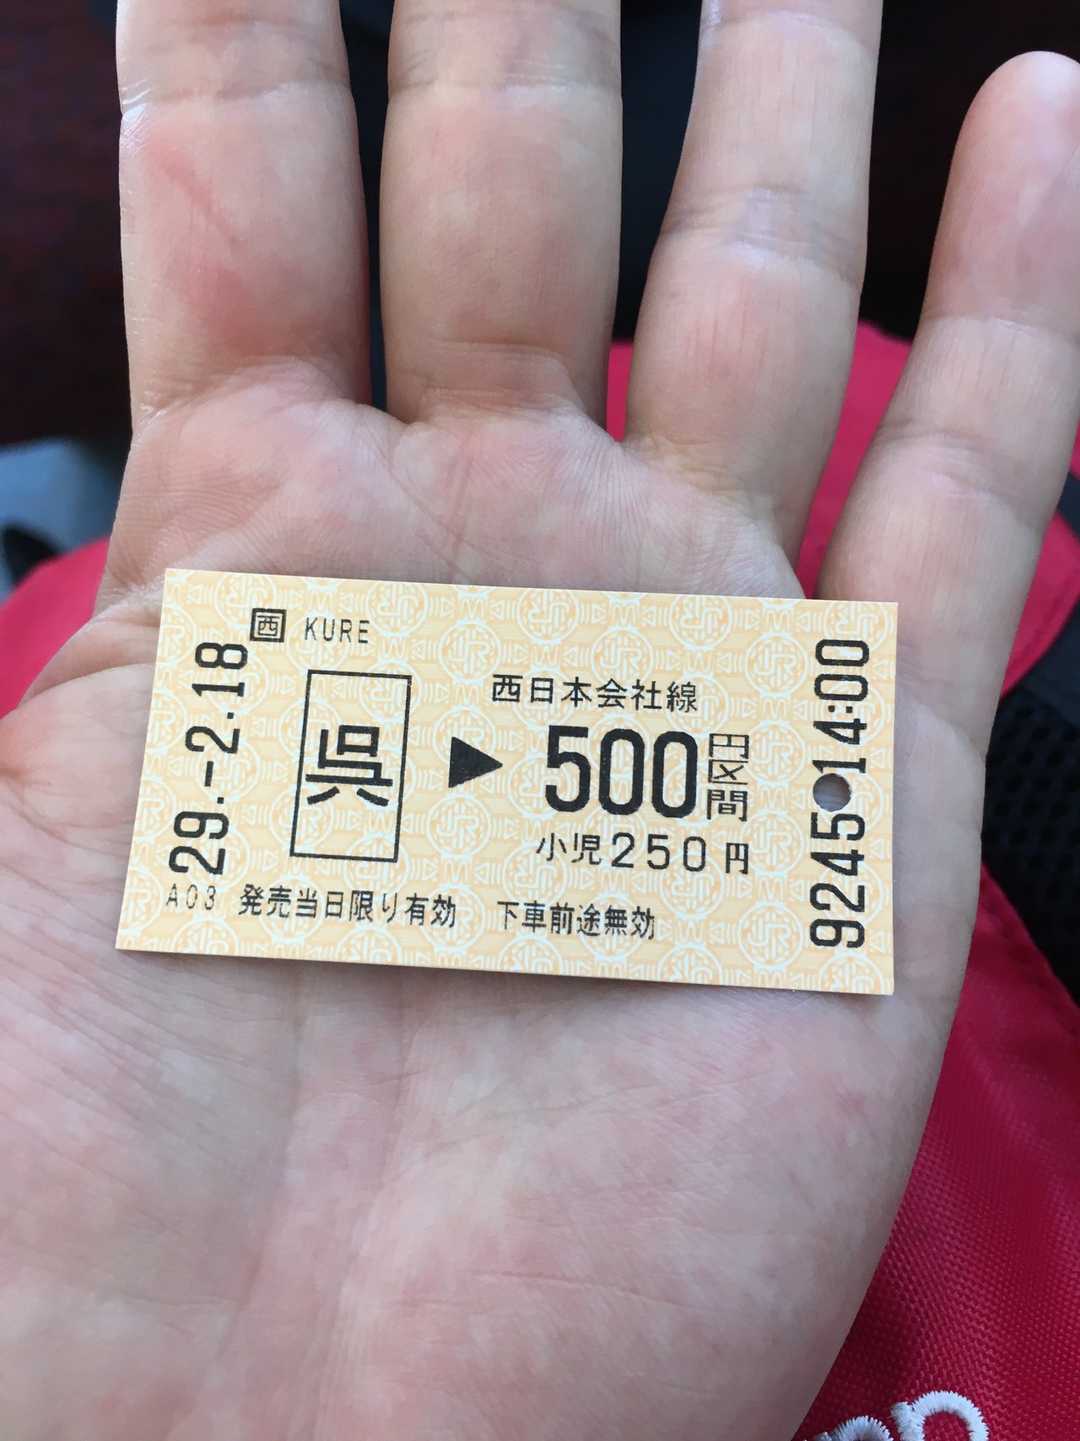 西 KURE
29.-2.18
呉
西日本会社線
▶ 500円区間
小児250円
A03 発売当日限り有効 下車前途無効
9245 14:00